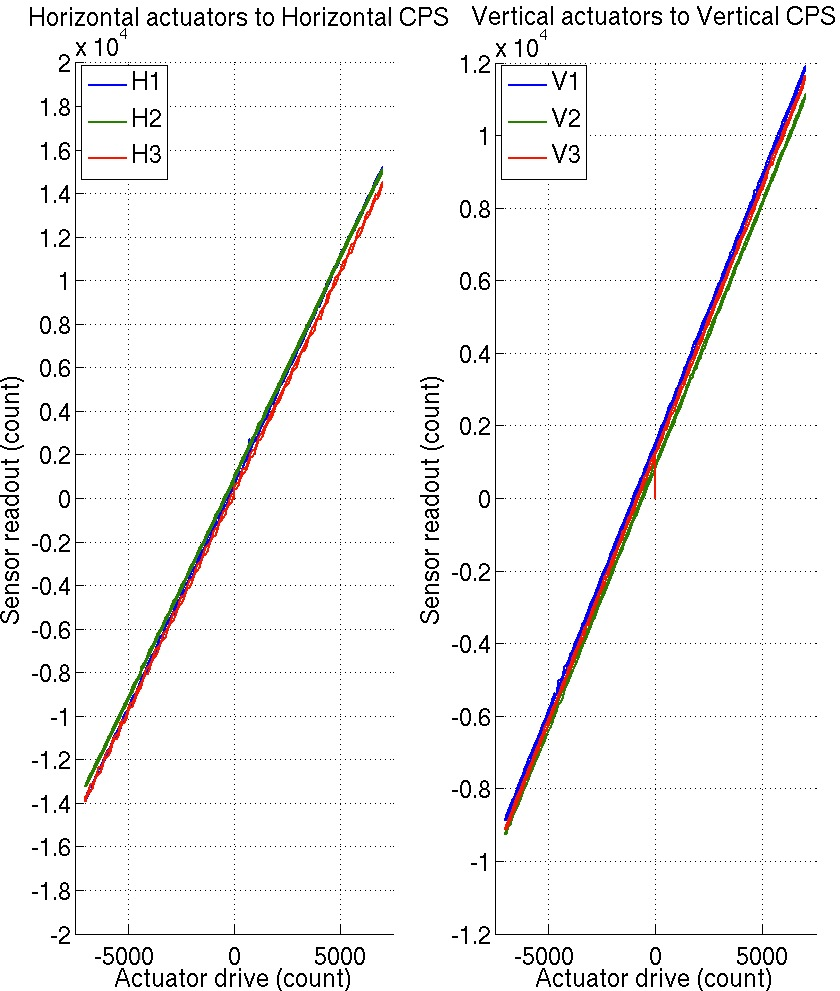 Horizontal actuators to Horizontal CPS
x 10^4
2
1.8
1.6
1.4
1.2
1
0.8
0.6
0.4
0.2
0
-0.2
-0.4
-0.6
-0.8
-1
-1.2
-1.4
-1.6
-1.8
-2
H1
H2
H3
Sensor readout (count)
-5000 0 5000
Actuator drive (count)
Vertical actuators to Vertical CPS
x 10^4
1.2
1
0.8
0.6
0.4
0.2
0
-0.2
-0.4
-0.6
-0.8
-1
-1.2
V1
V2
V3
Sensor readout (count)
-5000 0 5000
Actuator drive (count)